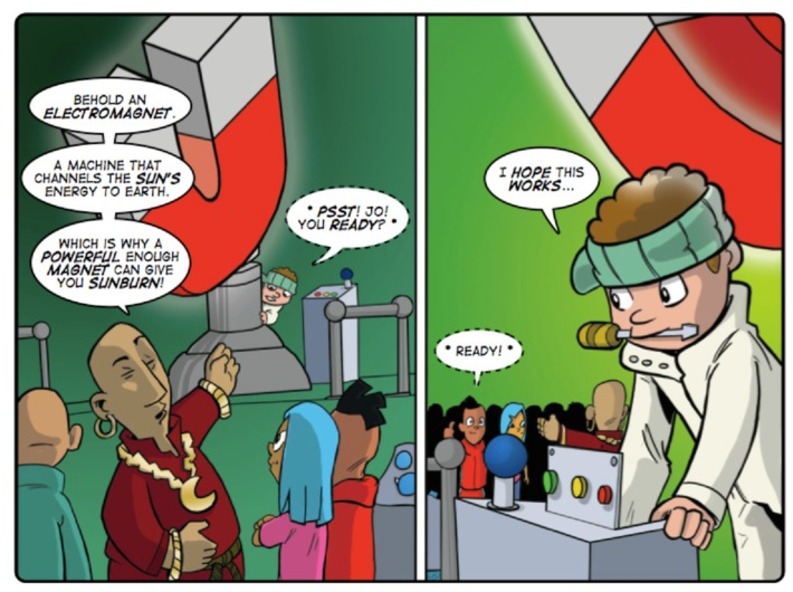 BEHOLD AN
ELECTROMAGNET.
A MACHINE THAT
CHANNELS THE SUN'S
ENERGY TO EARTH.
WHICH IS WHY A
POWERFUL ENOUGH
MAGNET CAN GIVE
YOU SUNBURN!
* PSST! JO!
YOU READY? *
I HOPE THIS
WORKS...
* READY! *